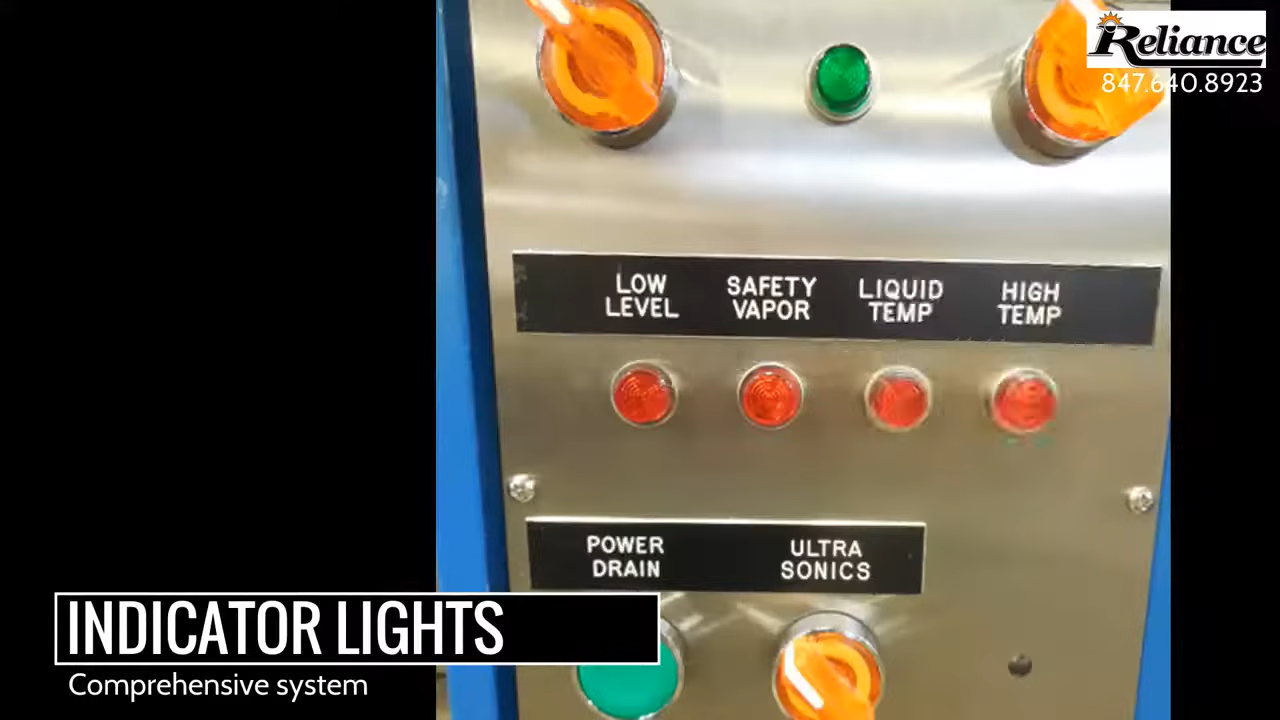 Reliance
847.640.8923
LOW LEVEL
SAFETY VAPOR
LIQUID TEMP
HIGH TEMP
POWER DRAIN
ULTRA SONICS
INDICATOR LIGHTS
Comprehensive system